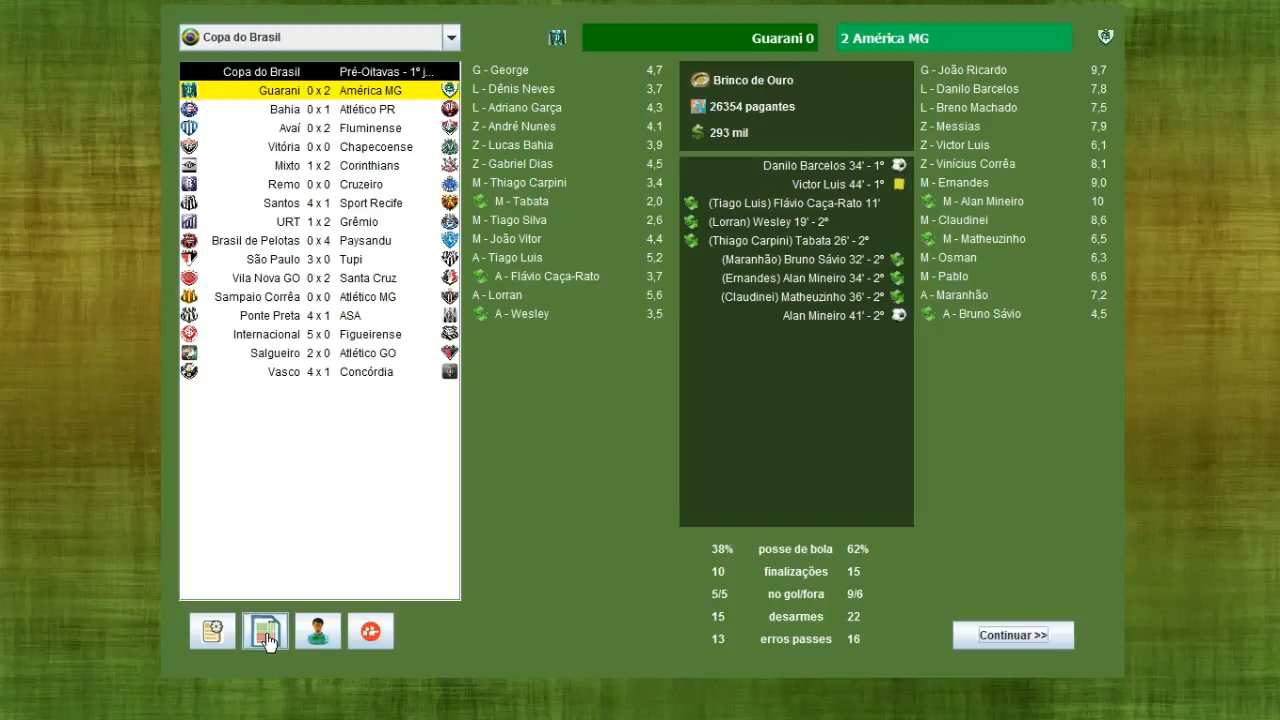 Copa do Brasil
Guarani 0
2 América MG
Copa do Brasil Pré-Oitavas - 1º j...
Guarani 0 x 2 América MG
Bahia 0 x 1 Atlético PR
Avaí 0 x 2 Fluminense
Vitória 0 x 0 Chapecoense
Mixto 1 x 2 Corinthians
Remo 0 x 0 Cruzeiro
Santos 4 x 1 Sport Recife
URT 1 x 2 Grêmio
Brasil de Pelotas 0 x 4 Paysandu
São Paulo 3 x 0 Tupi
Vila Nova GO 0 x 2 Santa Cruz
Sampaio Corrêa 0 x 0 Atlético MG
Ponte Preta 4 x 1 ASA
Internacional 5 x 0 Figueirense
Salgueiro 2 x 0 Atlético GO
Vasco 4 x 1 Concórdia
G - George 4,7
L - Dênis Neves 3,7
L - Adriano Garça 4,3
Z - André Nunes 4,1
Z - Lucas Bahia 3,9
Z - Gabriel Dias 4,5
M - Thiago Carpini 3,4
M - Tabata 2,0
M - Tiago Silva 2,6
M - João Vitor 4,4
A - Tiago Luis 5,2
A - Flávio Caça-Rato 3,7
A - Lorran 5,6
A - Wesley 3,5
Brinco de Ouro
26354 pagantes
293 mil
Danilo Barcelos 34' - 1º
Victor Luis 44' - 1º
(Tiago Luis) Flávio Caça-Rato 11'
(Lorran) Wesley 19' - 2º
(Thiago Carpini) Tabata 26' - 2º
(Maranhão) Bruno Sávio 32' - 2º
(Ernandes) Alan Mineiro 34' - 2º
(Claudinei) Matheuzinho 36' - 2º
Alan Mineiro 41' - 2º
38% posse de bola 62%
10 finalizações 15
5/5 no gol/fora 9/6
15 desarmes 22
13 erros passes 16
G - João Ricardo 9,7
L - Danilo Barcelos 7,8
L - Breno Machado 7,5
Z - Messias 7,9
Z - Victor Luis 6,1
Z - Vinícius Corrêa 8,1
M - Ernandes 9,0
M - Alan Mineiro 10
M - Claudinei 8,6
M - Matheuzinho 6,5
M - Osman 6,3
M - Pablo 6,6
A - Maranhão 7,2
A - Bruno Sávio 4,5
Continuar >>